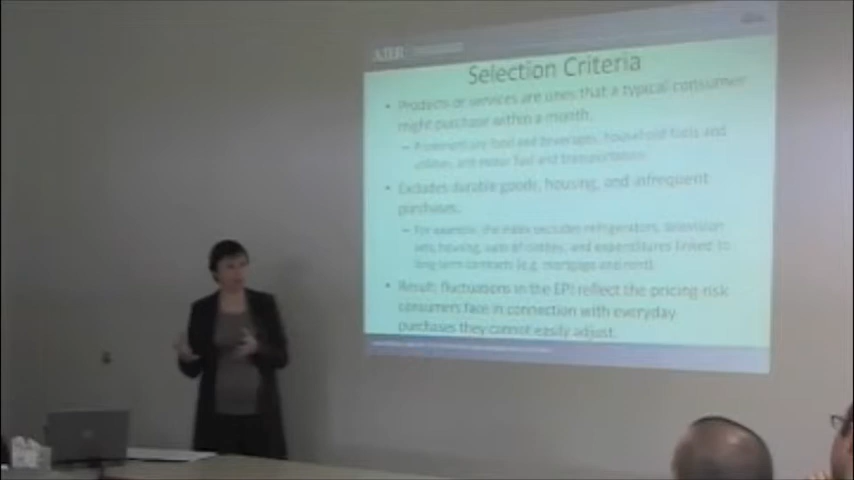 AIER
Selection Criteria
• Products or services are ones that a typical consumer
might purchase within a month.
– Prominent are food and beverages, household fuels and
utilities, and motor fuel and transportation.
• Excludes durable goods, housing, and infrequent
purchases.
– For example, the index excludes refrigerators, television
sets, housing, and expenditures linked to
long-term contracts (e.g. mortgage and rent).
• Result: fluctuations in the EPI reflect the pricing risk
consumers face in connection with everyday
purchases they cannot easily adjust.